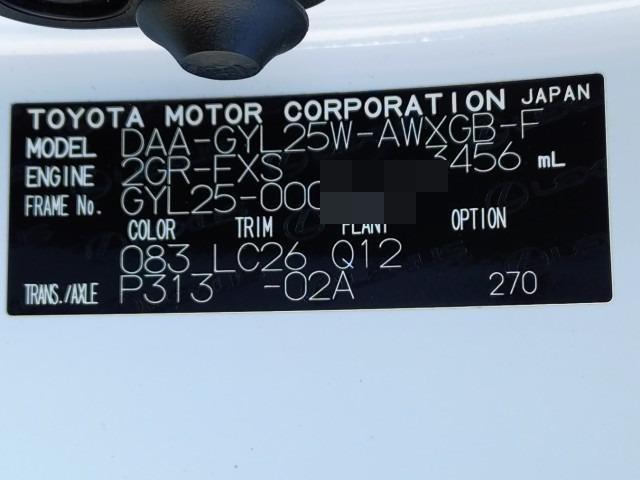 TOYOTA MOTOR CORPORATION JAPAN
MODEL DAA-GYL25W-AWXGB-F
ENGINE 2GR-FXS 3456 mL
FRAME No. GYL25-000
COLOR TRIM PLANT OPTION
083 LC26 Q12
TRANS./AXLE P313 -02A 270